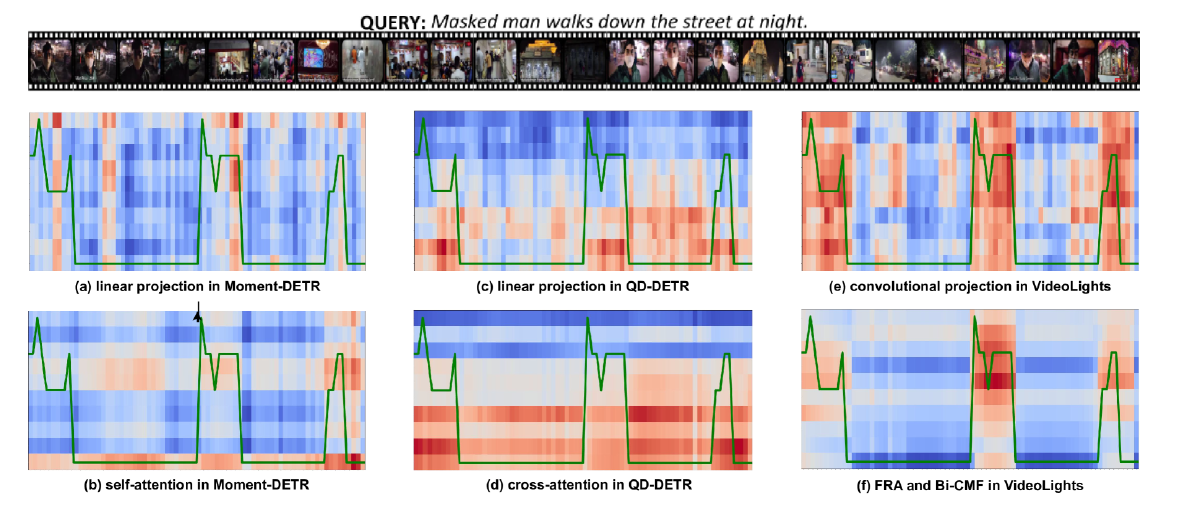 QUERY: Masked man walks down the street at night.
(a) linear projection in Moment-DETR
(c) linear projection in QD-DETR
(e) convolutional projection in VideoLights
(b) self-attention in Moment-DETR
(d) cross-attention in QD-DETR
(f) FRA and Bi-CMF in VideoLights